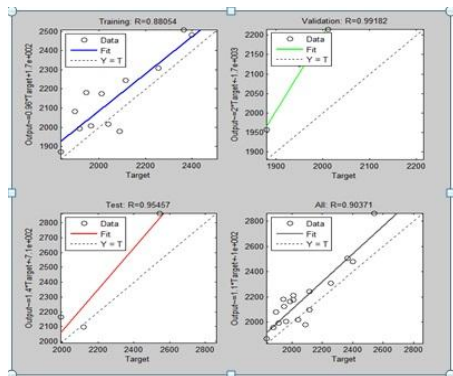 Training: R=0.88054
Output~=0.96*Target+1.7e+002
2500
2400
2300
2200
2100
2000
1900
Data
Fit
Y = T
2000 2200 2400
Target
Validation: R=0.99182
Output~=2*Target+-1.7e+003
2200
2150
2100
2050
2000
1950
1900
Data
Fit
Y = T
1900 2000 2100 2200
Target
Test: R=0.95457
Output~=1.4*Target+-7.1e+002
2800
2700
2600
2500
2400
2300
2200
2100
2000
Data
Fit
Y = T
2000 2200 2400 2600 2800
Target
All: R=0.90371
Output~=1.1*Target+-1e+002
2800
2600
2400
2200
2000
Data
Fit
Y = T
2000 2200 2400 2600 2800
Target